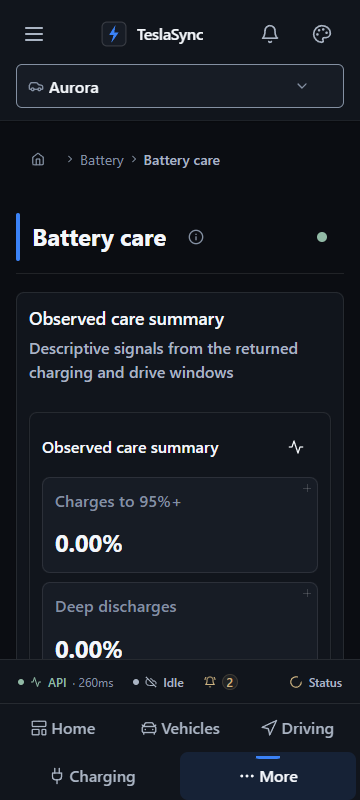 TeslaSync
Aurora
Battery
Battery care
Battery care
Observed care summary
Descriptive signals from the returned
charging and drive windows
Observed care summary
Charges to 95%+
0.00%
Deep discharges
0.00%
API · 260ms
Idle
2
Status
Home
Vehicles
Driving
Charging
More